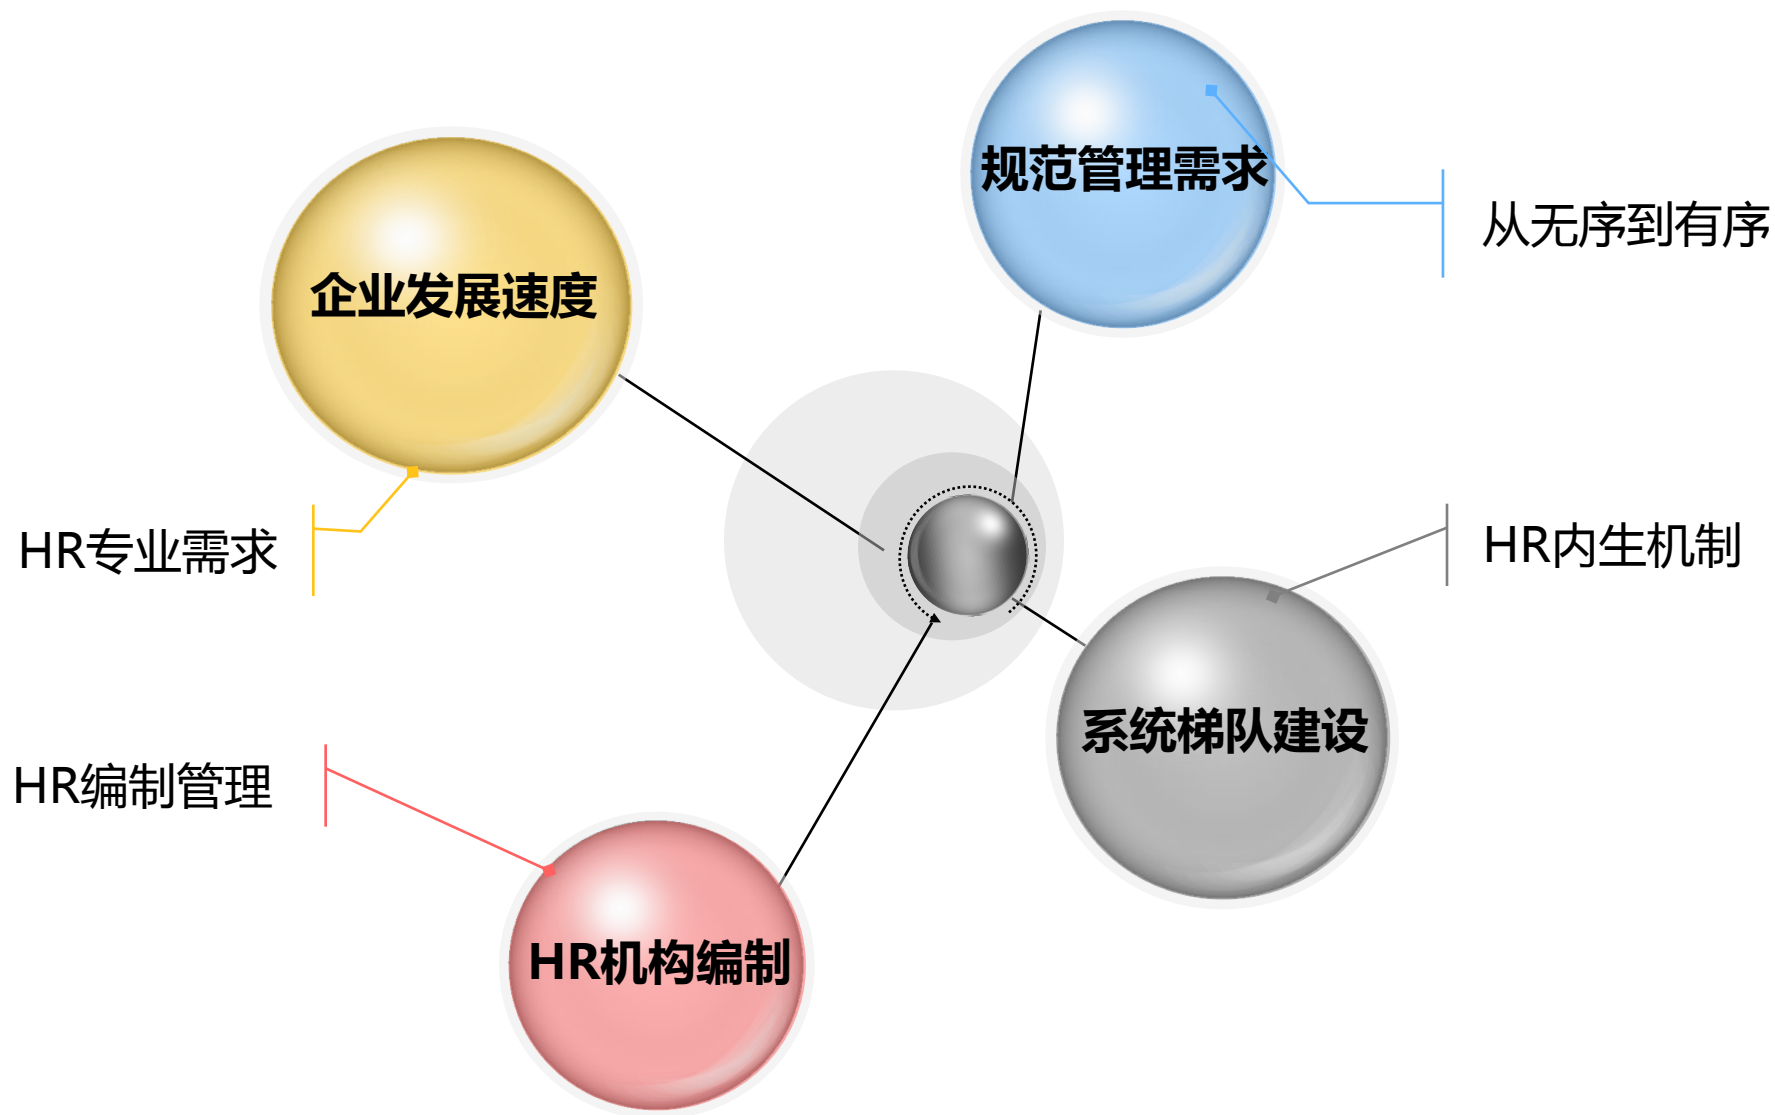 规范管理需求
从无序到有序
企业发展速度
HR专业需求
HR内生机制
系统梯队建设
HR编制管理
HR机构编制